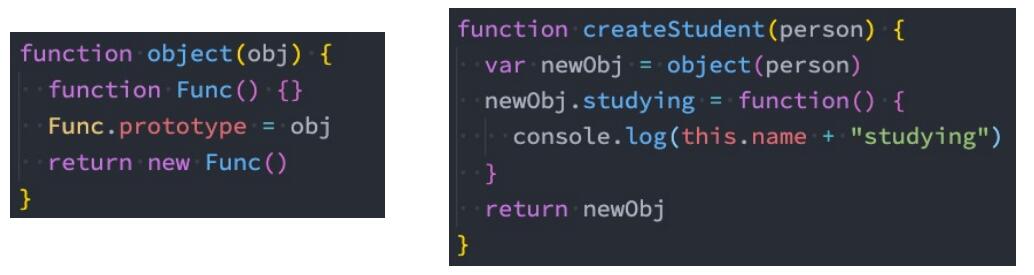 function object(obj) {
  function Func() {}
  Func.prototype = obj
  return new Func()
}
function createStudent(person) {
  var newObj = object(person)
  newObj.studying = function() {
    console.log(this.name + "studying")
  }
  return newObj
}